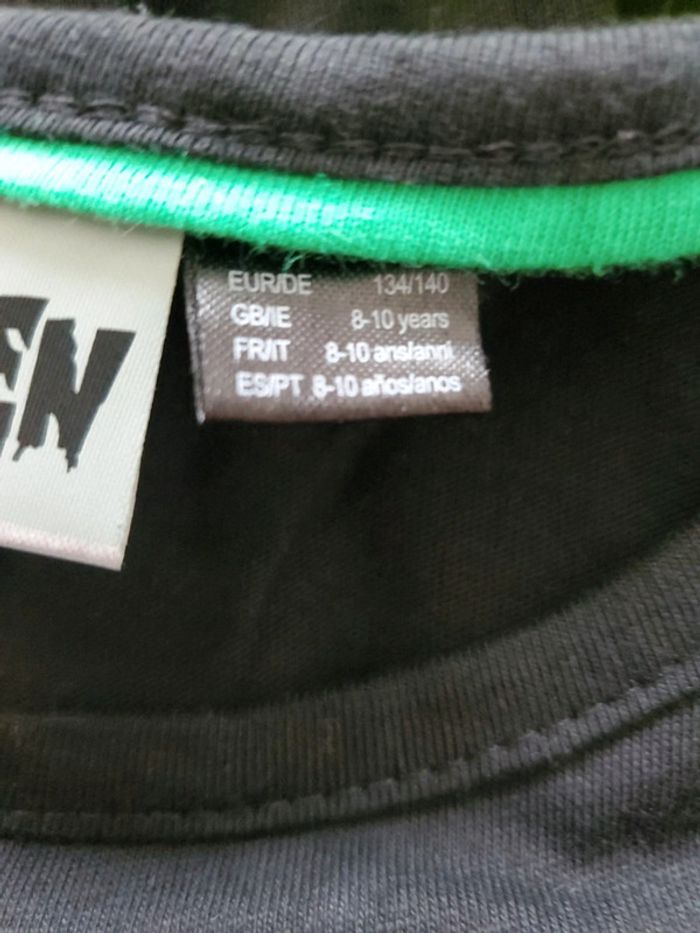 EN
EUR/DE 134/140
GB/IE 8-10 years
FR/IT 8-10 ans/anni
ES/PT 8-10 años/anos